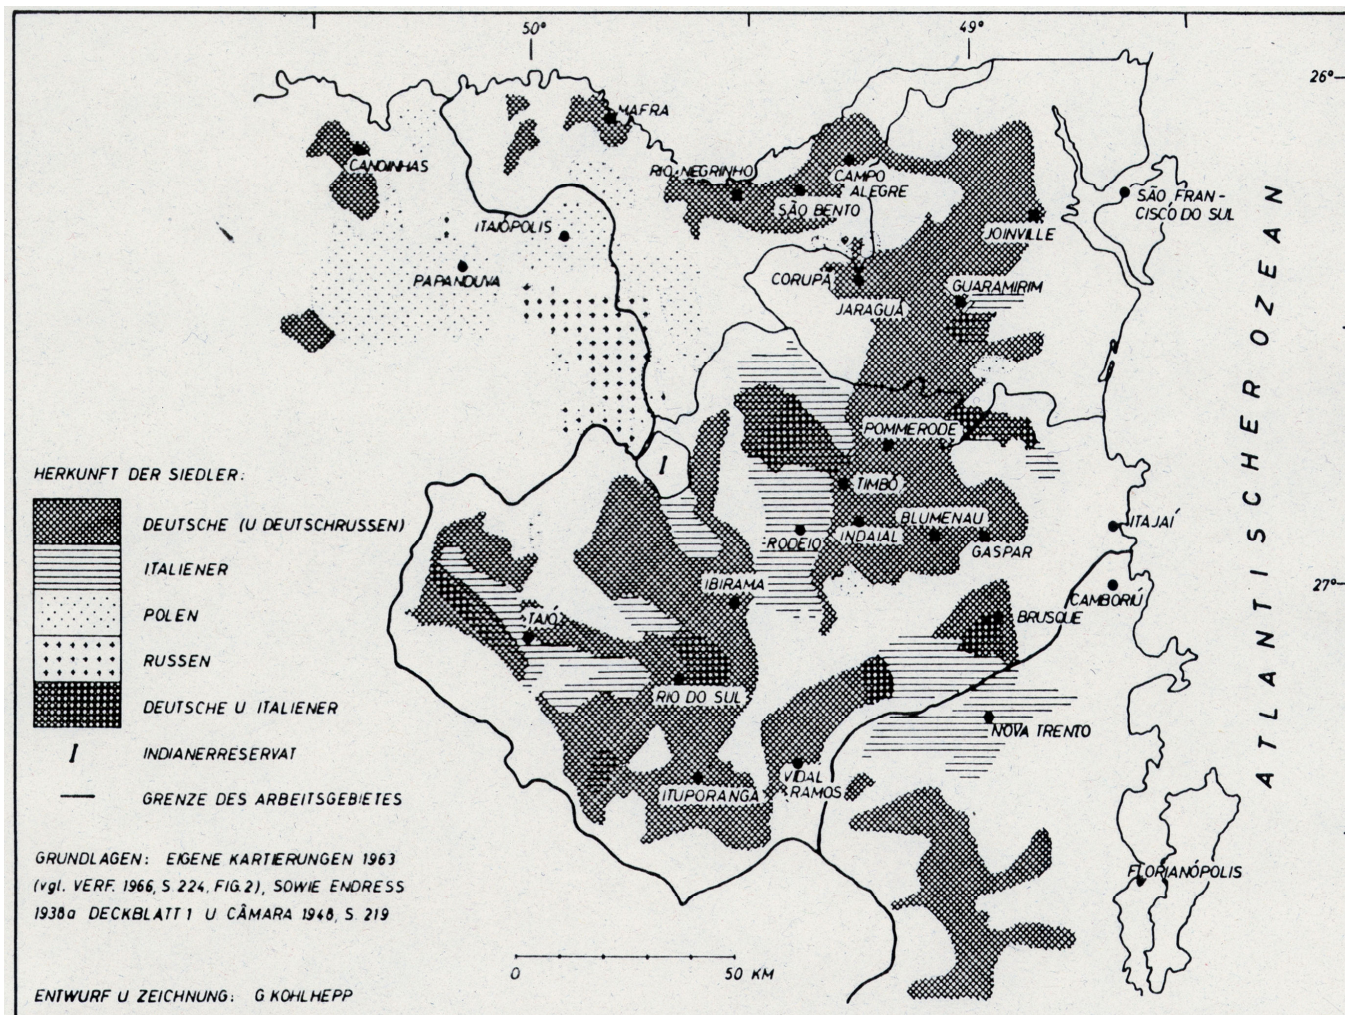 50°
49°
26°
MAFRA
CANOINHAS
RIO NEGRINHO
CAMPO
ALEGRE
SÃO BENTO
SÃO FRAN-
CISCO DO SUL
ITAJÓPOLIS
JOINVILLE
PAPANDUVA
CORUPÁ
GUARAMIRIM
JARAGUÁ
ATLANTISCHER OZEAN
POMMERODE
HERKUNFT DER SIEDLER:
I
TIMBÓ
DEUTSCHE (U DEUTSCHRUSSEN)
BLUMENAU
ITAJAÍ
RODEIO
INDAIAL
GASPAR
ITALIENER
IBIRAMA
27°
CAMBORIÚ
POLEN
TAJÓ
BRUSQUE
RUSSEN
RIO DO SUL
DEUTSCHE U ITALIENER
NOVA TRENTO
I
INDIANERRESERVAT
VIDAL
RAMOS
GRENZE DES ARBEITSGEBIETES
ITUPORANGA
GRUNDLAGEN: EIGENE KARTIERUNGEN 1963
(vgl. VERF. 1966, S. 224, FIG. 2), SOWIE ENDRESS
1938a DECKBLATT 1 U CÂMARA 1948, S. 219
FLORIANÓPOLIS
0 50 KM
ENTWURF U ZEICHNUNG: G KOHLHEPP